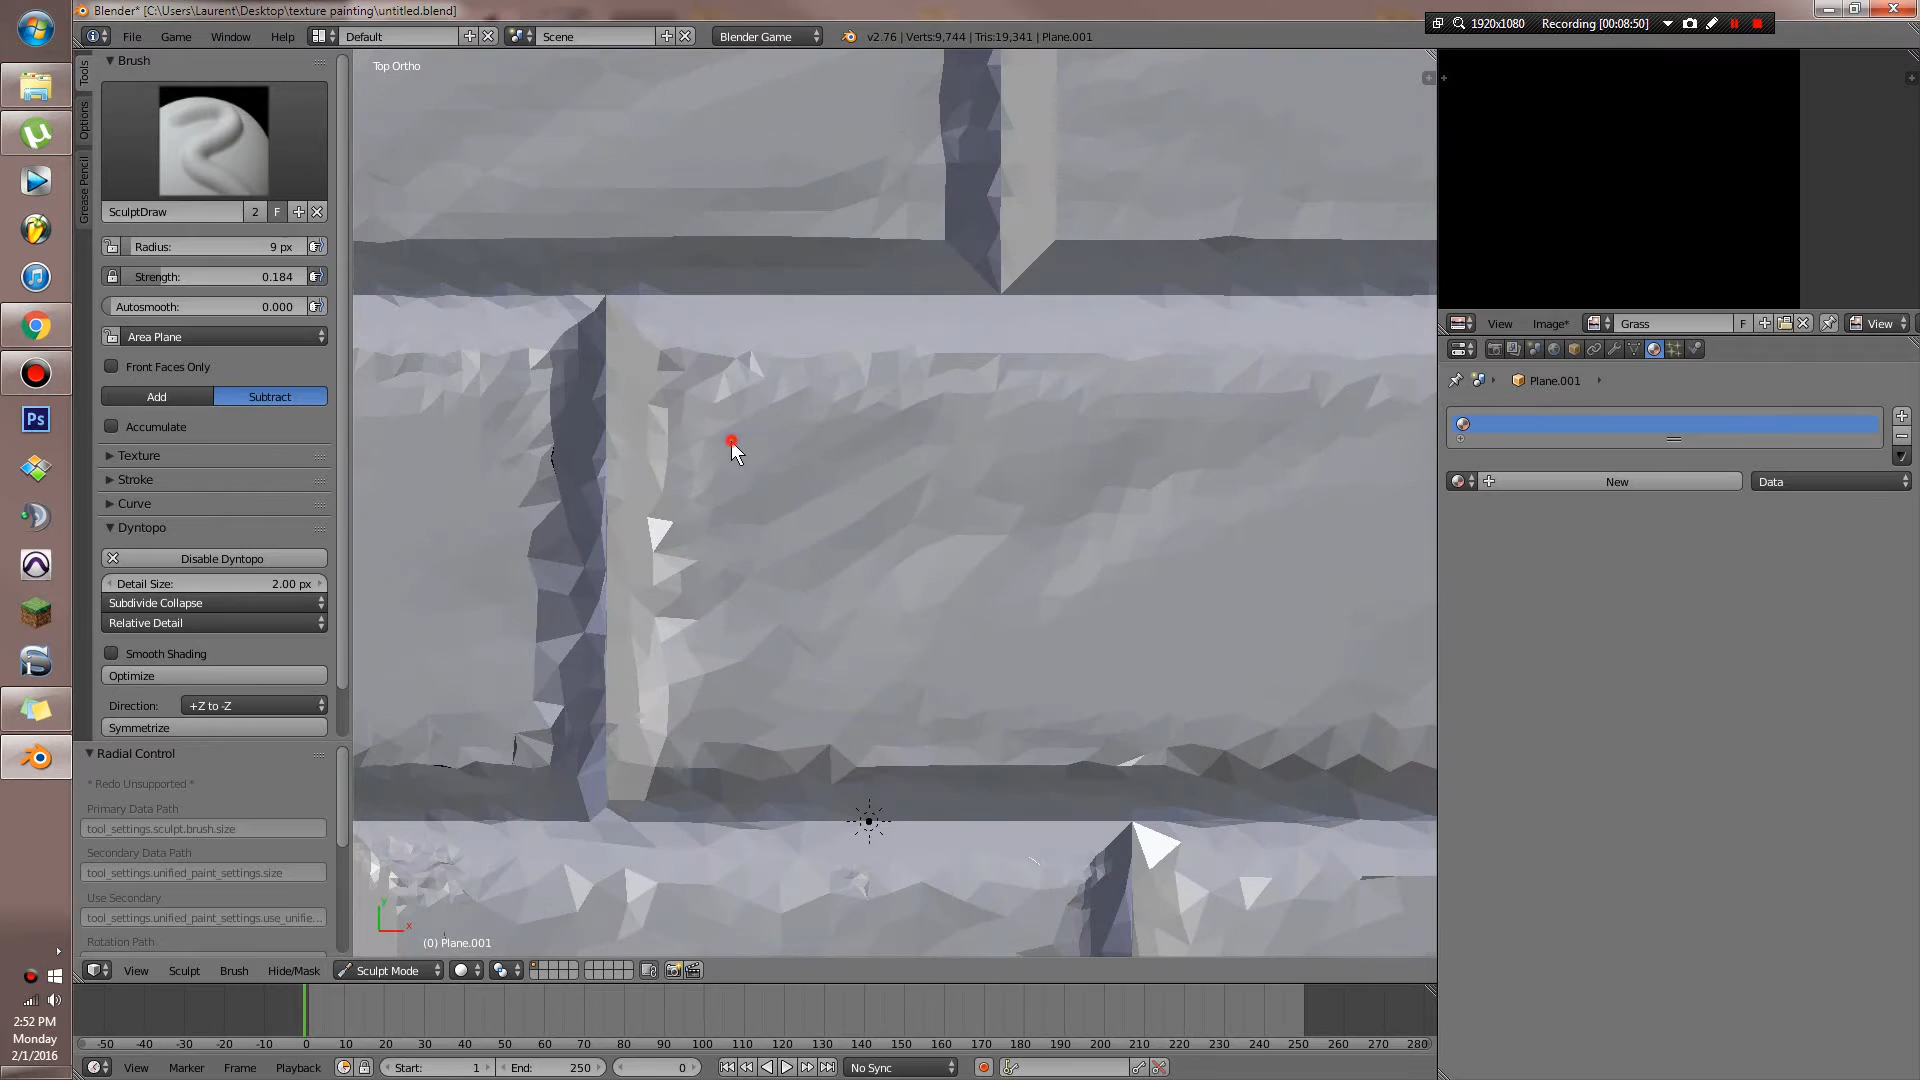 Blender* [C:\Users\Laurent\Desktop\texture painting\untitled.blend]
1920x1080 Recording [00:08:50]
File Game Window Help Default Scene Blender Game v2.76 | Verts:9,744 | Tris:19,341 | Plane.001
Tools
Options
Grease Pencil
Brush
SculptDraw 2 F
Radius: 9 px
Strength: 0.184
Autosmooth: 0.000
Area Plane
Front Faces Only
Add Subtract
Accumulate
Texture
Stroke
Curve
Dyntopo
Disable Dyntopo
Detail Size: 2.00 px
Subdivide Collapse
Relative Detail
Smooth Shading
Optimize
Direction: +Z to -Z
Symmetrize
Radial Control
* Redo Unsupported *
Primary Data Path
tool_settings.sculpt.brush.size
Secondary Data Path
tool_settings.unified_paint_settings.size
Use Secondary
tool_settings.unified_paint_settings.use_unifie...
Rotation Path
Top Ortho
y
x
(0) Plane.001
View Sculpt Brush Hide/Mask Sculpt Mode
View Image* Grass F View
Plane.001
New Data
Ps
-50 -40 -30 -20 -10 0 10 20 30 40 50 60 70 80 90 100 110 120 130 140 150 160 170 180 190 200 210 220 230 240 250 260 270 280
View Marker Frame Playback Start: 1 End: 250 0 No Sync
2:52 PM
Monday
2/1/2016